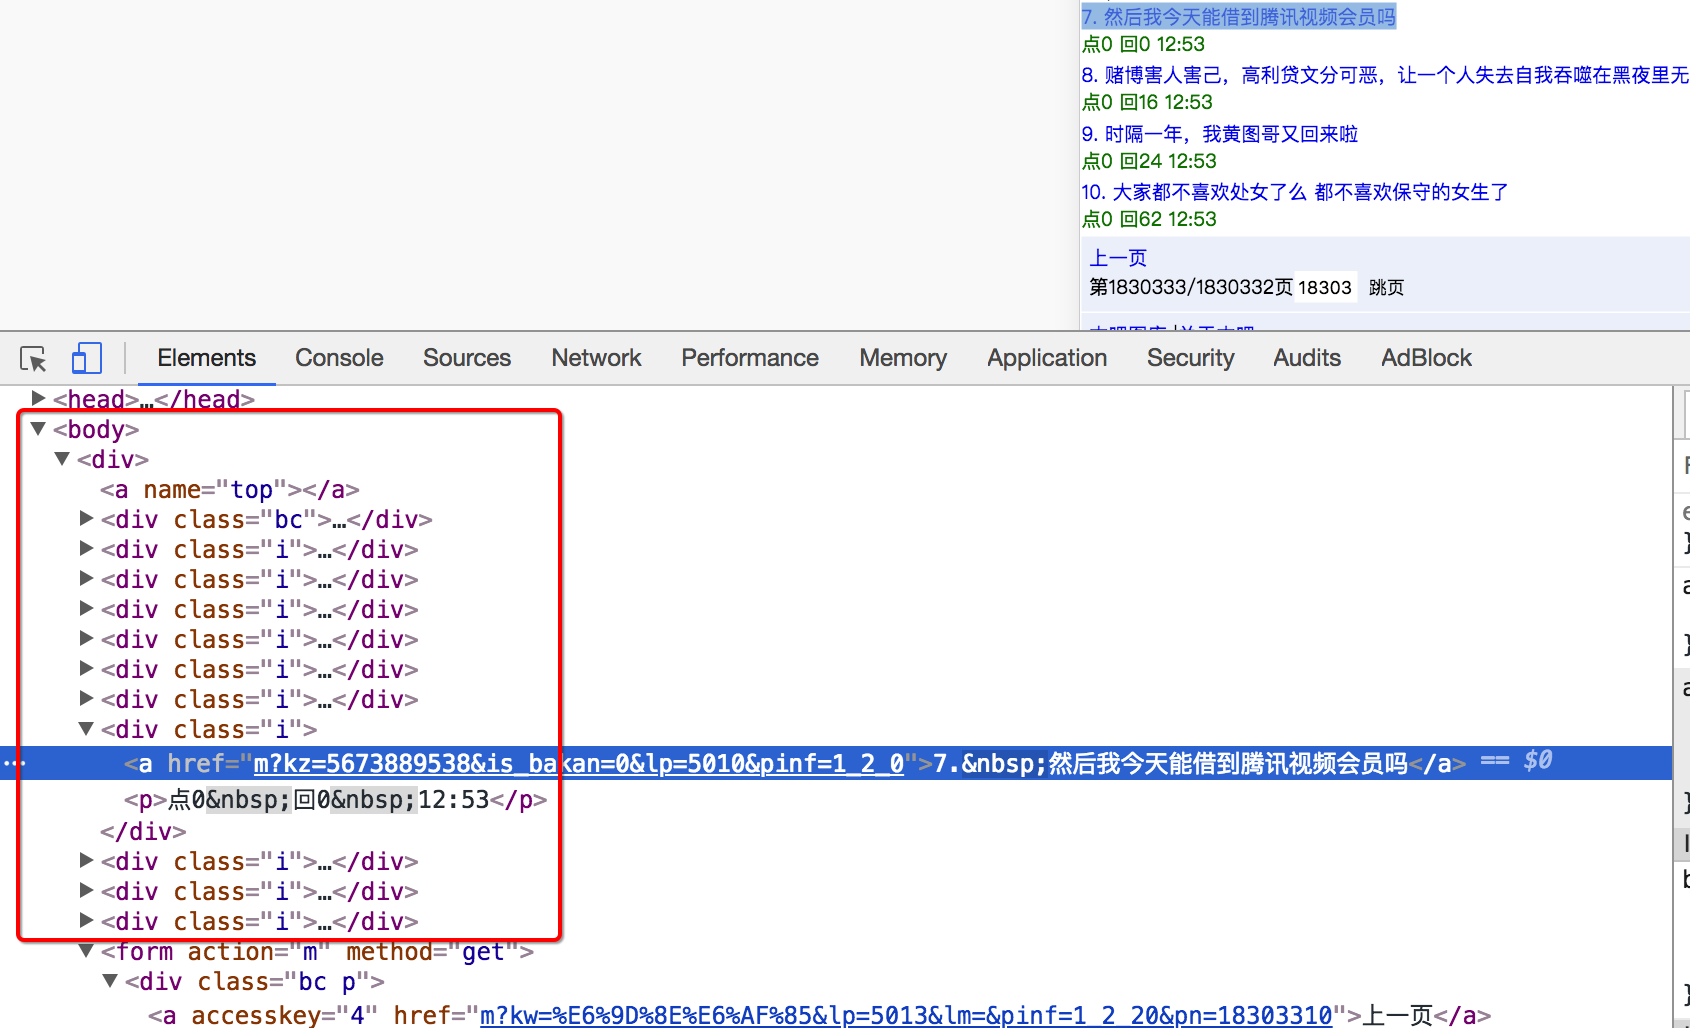 7. 然后我今天能借到腾讯视频会员吗
点0 回0 12:53
8. 赌博害人害己，高利贷文分可恶，让一个人失去自我吞噬在黑夜里无
点0 回16 12:53
9. 时隔一年，我黄图哥又回来啦
点0 回24 12:53
10. 大家都不喜欢处女了么 都不喜欢保守的女生了
点0 回62 12:53
上一页
第1830333/1830332页 18303 跳页
Elements Console Sources Network Performance Memory Application Security Audits AdBlock
<head>…</head>
<body>
<div>
<a name="top"></a>
<div class="bc">…</div>
<div class="i">…</div>
<div class="i">…</div>
<div class="i">…</div>
<div class="i">…</div>
<div class="i">…</div>
<div class="i">…</div>
<div class="i">
<a href="m?kz=5673889538&is_bakan=0&lp=5010&pinf=1_2_0">7.&nbsp;然后我今天能借到腾讯视频会员吗</a> == $0
<p>点0&nbsp;回0&nbsp;12:53</p>
</div>
<div class="i">…</div>
<div class="i">…</div>
<div class="i">…</div>
<form action="m" method="get">
<div class="bc p">
<a accesskey="4" href="m?kw=%E6%9D%8E%E6%AF%85&lp=5013&lm=&pinf=1_2_20&pn=18303310">上一页</a>